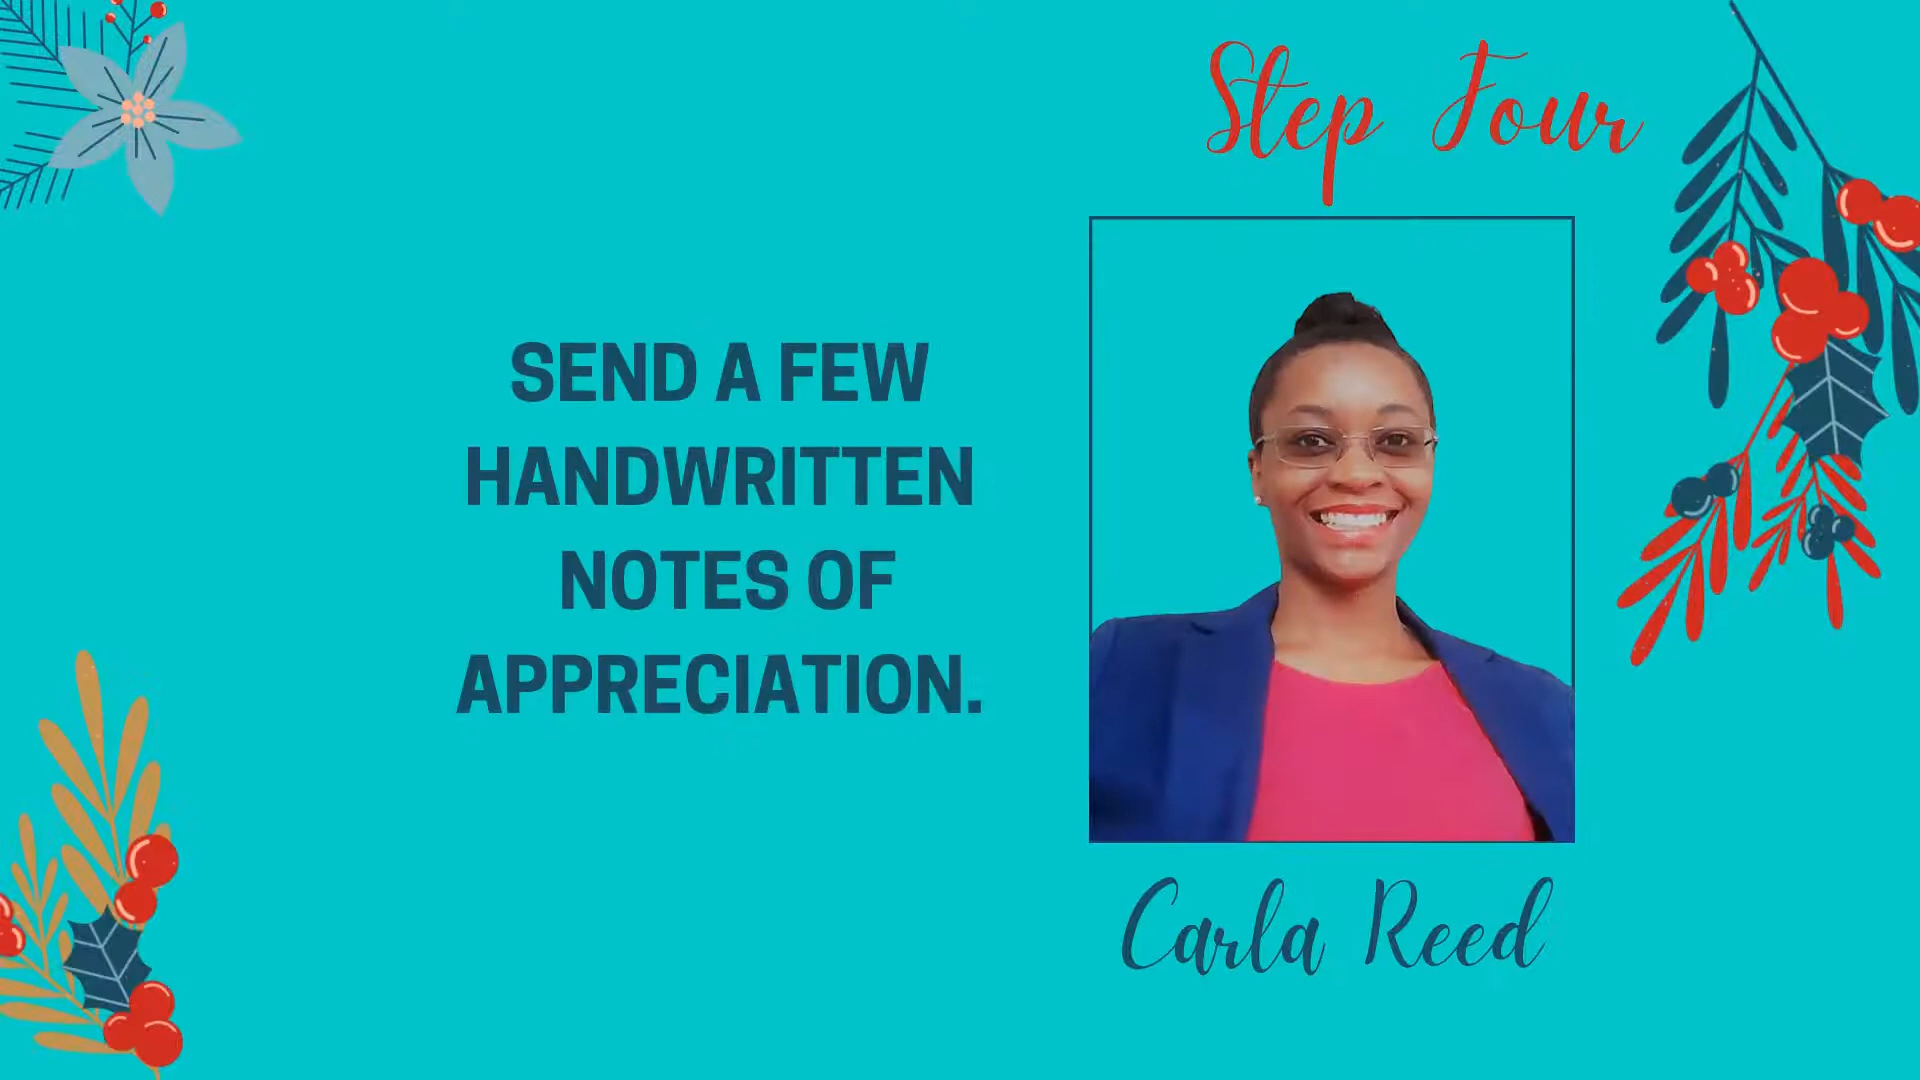 Step Four
SEND A FEW
HANDWRITTEN
NOTES OF
APPRECIATION.
Carla Reed